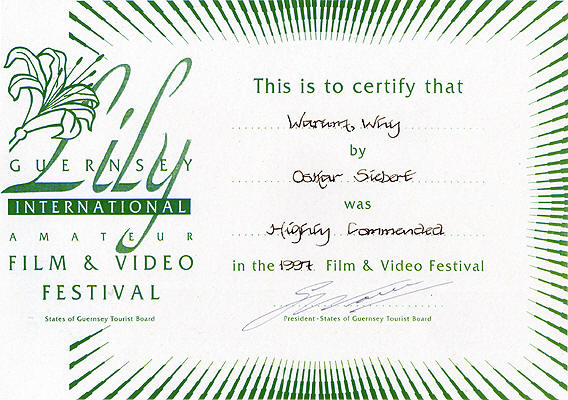 GUERNSEY
Lily
INTERNATIONAL
AMATEUR
FILM & VIDEO
FESTIVAL
States of Guernsey Tourist Board
This is to certify that
Warum, Why
by
Oskar Siebert
was
Highly Commended
in the 1997 Film & Video Festival
President - States of Guernsey Tourist Board